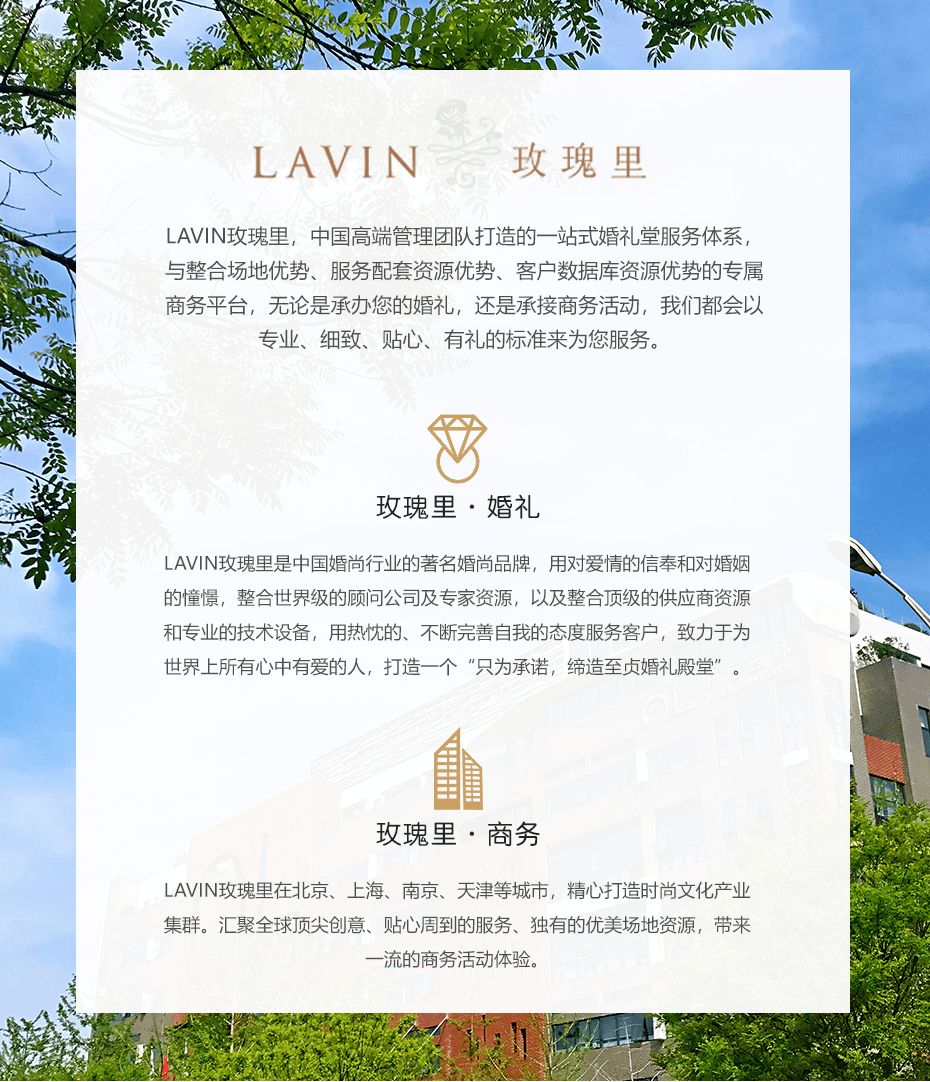 LAVIN 玫瑰里
LAVIN玫瑰里，中国高端管理团队打造的一站式婚礼堂服务体系，
与整合场地优势、服务配套资源优势、客户数据库资源优势的专属
商务平台，无论是承办您的婚礼，还是承接商务活动，我们都会以
专业、细致、贴心、有礼的标准来为您服务。
玫瑰里·婚礼
LAVIN玫瑰里是中国婚尚行业的著名婚尚品牌，用对爱情的信奉和对婚姻
的憧憬，整合世界级的顾问公司及专家资源，以及整合顶级的供应商资源
和专业的技术设备，用热忱的、不断完善自我的态度服务客户，致力于为
世界上所有心中有爱的人，打造一个“只为承诺，缔造至贞婚礼殿堂”。
玫瑰里·商务
LAVIN玫瑰里在北京、上海、南京、天津等城市，精心打造时尚文化产业
集群。汇聚全球顶尖创意、贴心周到的服务、独有的优美场地资源，带来
一流的商务活动体验。